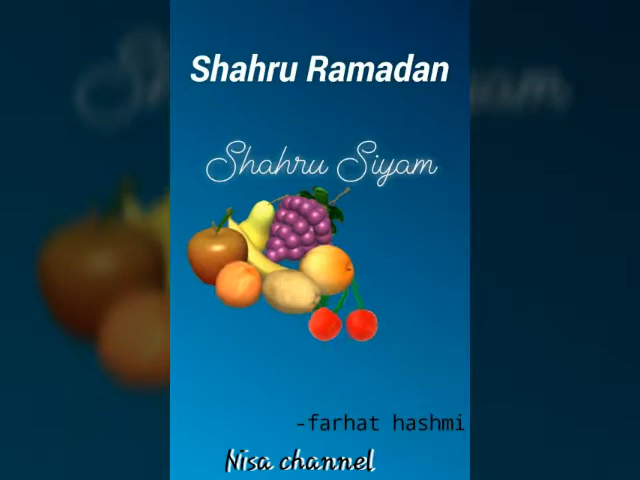 Shahru Ramadan
Shahru Siyam
-farhat hashmi
Nisa channel